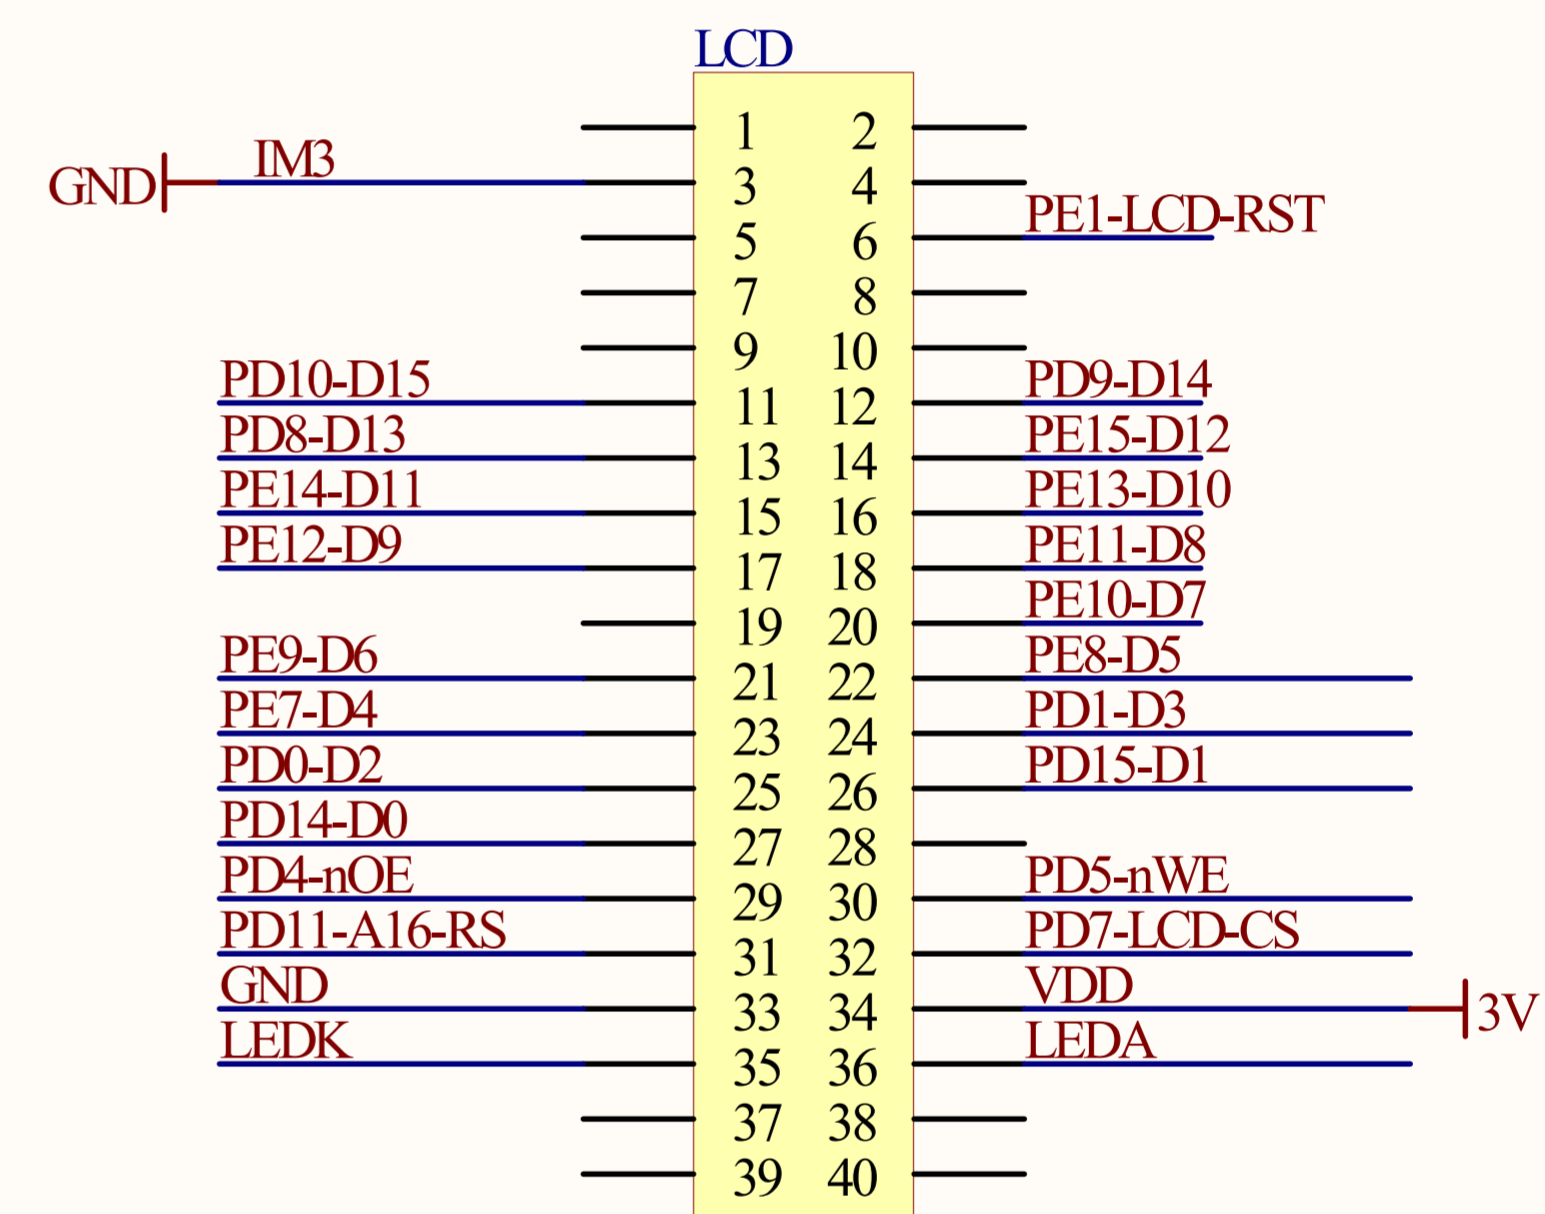 LCD
1 2
GND IM3 3 4
PE1-LCD-RST
5 6
7 8
9 10
PD10-D15 11 12 PD9-D14
PD8-D13 13 14 PE15-D12
PE14-D11 15 16 PE13-D10
PE12-D9 17 18 PE11-D8
19 20 PE10-D7
PE9-D6 21 22 PE8-D5
PE7-D4 23 24 PD1-D3
PD0-D2 25 26 PD15-D1
PD14-D0 27 28
PD4-nOE 29 30 PD5-nWE
PD11-A16-RS 31 32 PD7-LCD-CS
GND 33 34 VDD 3V
LEDK 35 36 LEDA
37 38
39 40